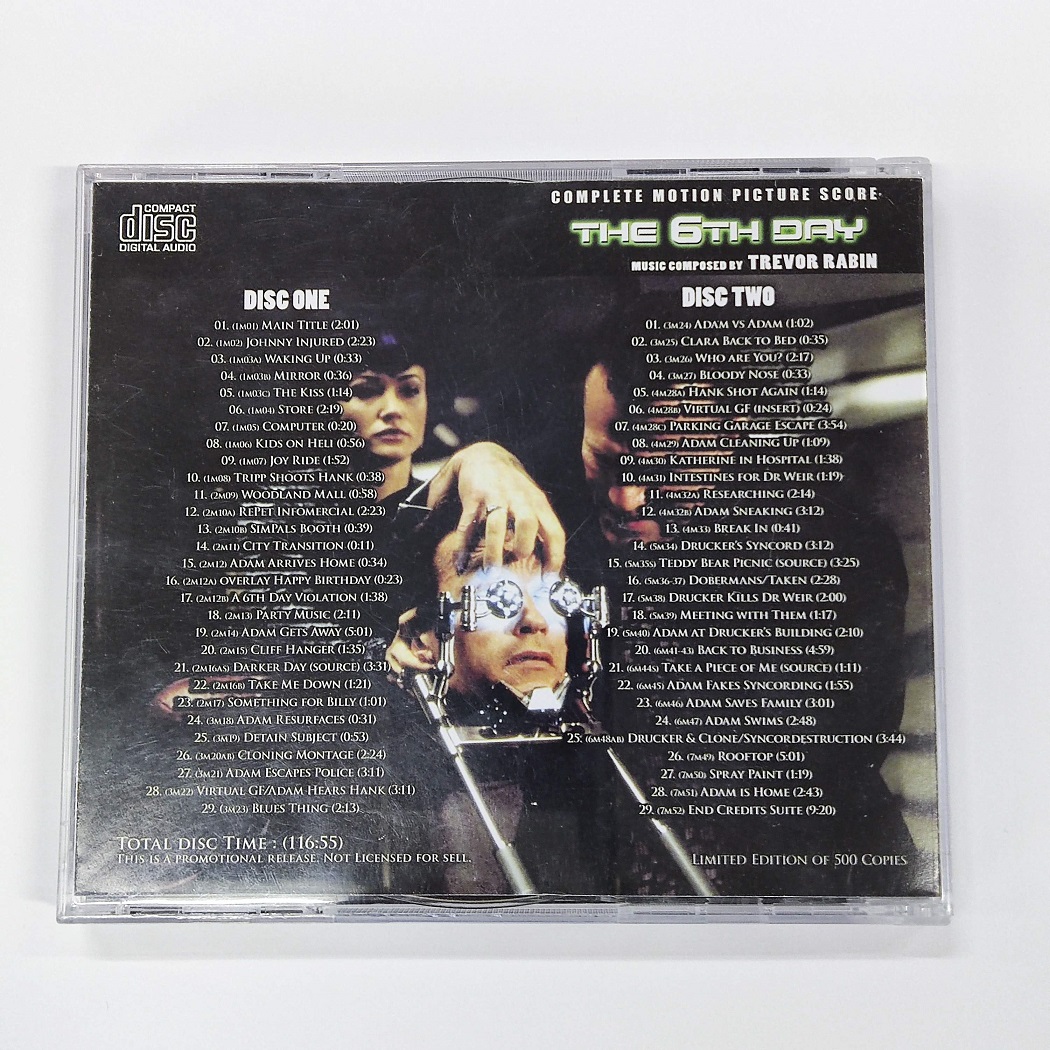 COMPACT
disc
DIGITAL AUDIO
COMPLETE MOTION PICTURE SCORE
THE 6TH DAY
MUSIC COMPOSED BY TREVOR RABIN
DISC ONE
01. (1M01) MAIN TITLE (2:01)
02. (1M02) JOHNNY INJURED (2:23)
03. (1M03A) WAKING UP (0:33)
04. (1M03B) MIRROR (0:36)
05. (1M03C) THE KISS (1:14)
06. (1M04) STORE (2:19)
07. (1M05) COMPUTER (0:20)
08. (1M06) KIDS ON HELI (0:56)
09. (1M07) JOY RIDE (1:52)
10. (1M08) TRIPP SHOOTS HANK (0:38)
11. (2M09) WOODLAND MALL (0:58)
12. (2M10A) REPET INFOMERCIAL (2:23)
13. (2M10B) SIMPALS BOOTH (0:39)
14. (2M11) CITY TRANSITION (0:11)
15. (2M12) ADAM ARRIVES HOME (0:34)
16. (2M12A) OVERLAY HAPPY BIRTHDAY (0:23)
17. (2M12B) A 6TH DAY VIOLATION (1:38)
18. (2M13) PARTY MUSIC (2:11)
19. (2M14) ADAM GETS AWAY (5:01)
20. (2M15) CLIFF HANGER (1:35)
21. (2M16AS) DARKER DAY (SOURCE) (3:31)
22. (2M16B) TAKE ME DOWN (1:21)
23. (2M17) SOMETHING FOR BILLY (1:01)
24. (3M18) ADAM RESURFACES (0:31)
25. (3M19) DETAIN SUBJECT (0:53)
26. (3M20AB) CLONING MONTAGE (2:24)
27. (3M21) ADAM ESCAPES POLICE (3:11)
28. (3M22) VIRTUAL GF/ADAM HEARS HANK (3:11)
29. (3M23) BLUES THING (2:13)
DISC TWO
01. (3M24) ADAM VS ADAM (1:02)
02. (3M25) CLARA BACK TO BED (0:35)
03. (3M26) WHO ARE YOU? (2:17)
04. (3M27) BLOODY NOSE (0:33)
05. (4M28A) HANK SHOT AGAIN (1:14)
06. (4M28B) VIRTUAL GF (INSERT) (0:24)
07. (4M28C) PARKING GARAGE ESCAPE (3:54)
08. (4M29) ADAM CLEANING UP (1:09)
09. (4M30) KATHERINE IN HOSPITAL (1:38)
10. (4M31) INTESTINES FOR DR WEIR (1:19)
11. (4M32A) RESEARCHING (2:14)
12. (4M32B) ADAM SNEAKING (3:12)
13. (4M33) BREAK IN (0:41)
14. (5M34) DRUCKER'S SYNCORD (3:12)
15. (5M35S) TEDDY BEAR PICNIC (SOURCE) (3:25)
16. (5M36-37) DOBERMANS/TAKEN (2:28)
17. (5M38) DRUCKER KILLS DR WEIR (2:00)
18. (5M39) MEETING WITH THEM (1:17)
19. (5M40) ADAM AT DRUCKER'S BUILDING (2:10)
20. (6M41-43) BACK TO BUSINESS (4:59)
21. (6M44S) TAKE A PIECE OF ME (SOURCE) (1:11)
22. (6M45) ADAM FAKES SYNCORDING (1:55)
23. (6M46) ADAM SAVES FAMILY (3:01)
24. (6M47) ADAM SWIMS (2:48)
25. (6M48AB) DRUCKER & CLONE/SYNCORDESTRUCTION (3:44)
26. (7M49) ROOFTOP (5:01)
27. (7M50) SPRAY PAINT (1:19)
28. (7M51) ADAM IS HOME (2:43)
29. (7M52) END CREDITS SUITE (9:20)
TOTAL DISC TIME : (116:55)
THIS IS A PROMOTIONAL RELEASE. NOT LICENSED FOR SELL.
LIMITED EDITION OF 500 COPIES